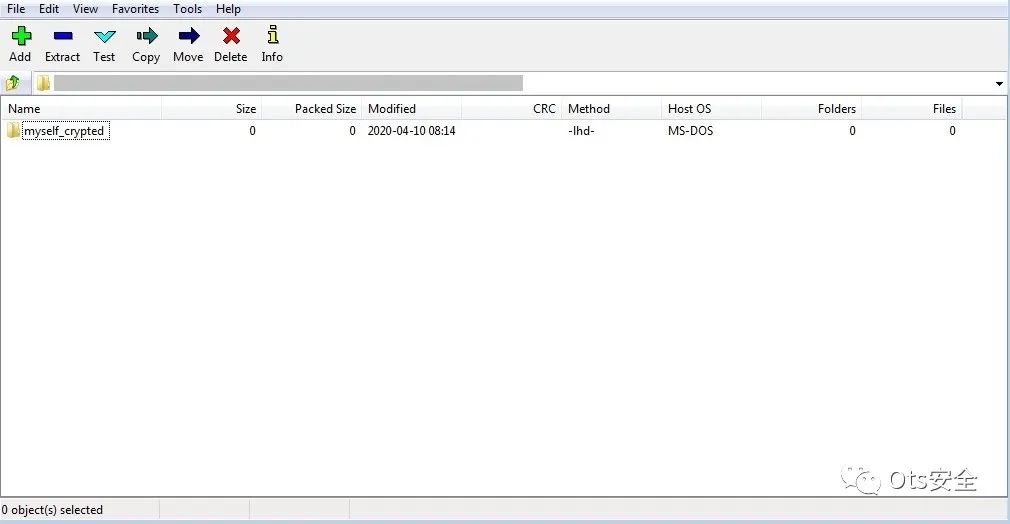 File Edit View Favorites Tools Help
Add Extract Test Copy Move Delete Info
Name Size Packed Size Modified CRC Method Host OS Folders Files
myself_crypted 0 0 2020-04-10 08:14 -lhd- MS-DOS 0 0
Ots安全
0 object(s) selected